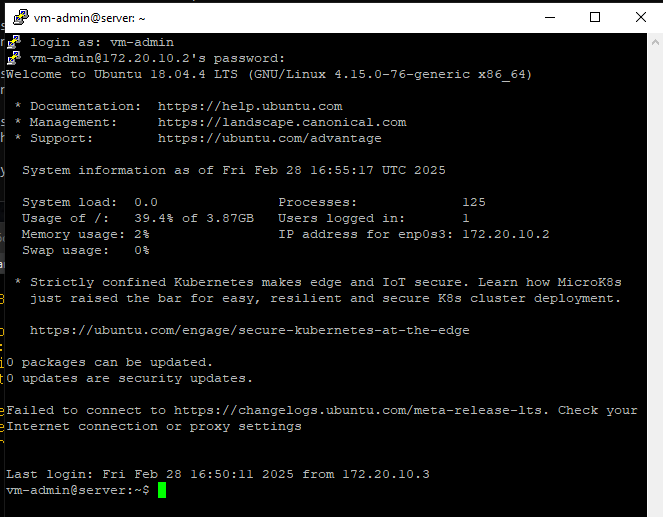 vm-admin@server: ~
login as: vm-admin
vm-admin@172.20.10.2's password:
Welcome to Ubuntu 18.04.4 LTS (GNU/Linux 4.15.0-76-generic x86_64)
* Documentation:  https://help.ubuntu.com
* Management:     https://landscape.canonical.com
* Support:        https://ubuntu.com/advantage
System information as of Fri Feb 28 16:55:17 UTC 2025
System load:  0.0               Processes:             125
Usage of /:   39.4% of 3.87GB   Users logged in:       1
Memory usage: 2%                IP address for enp0s3: 172.20.10.2
Swap usage:   0%
* Strictly confined Kubernetes makes edge and IoT secure. Learn how MicroK8s
just raised the bar for easy, resilient and secure K8s cluster deployment.
https://ubuntu.com/engage/secure-kubernetes-at-the-edge
0 packages can be updated.
0 updates are security updates.
Failed to connect to https://changelogs.ubuntu.com/meta-release-lts. Check your
Internet connection or proxy settings
Last login: Fri Feb 28 16:50:11 2025 from 172.20.10.3
vm-admin@server:~$